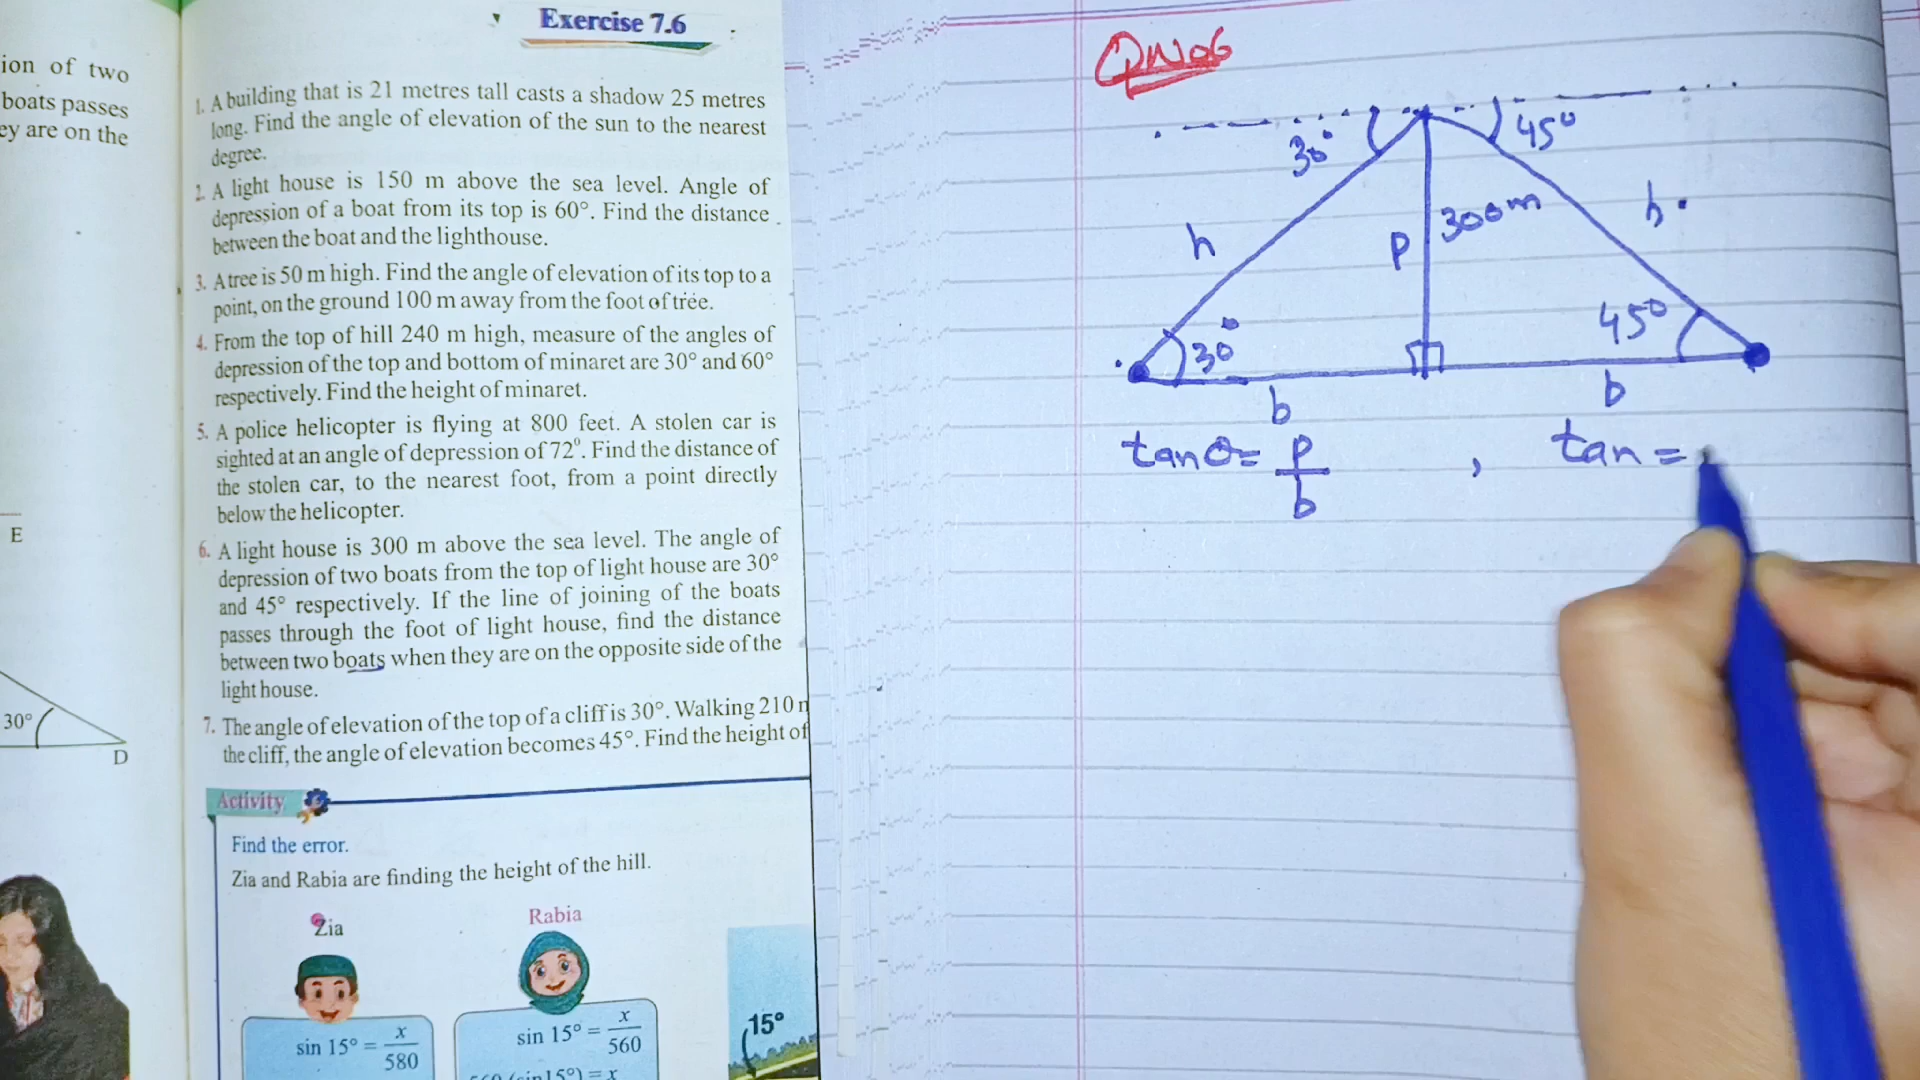 ion of two
boats passes
ey are on the
E
30°
D
Exercise 7.6
1. A building that is 21 metres tall casts a shadow 25 metres
long. Find the angle of elevation of the sun to the nearest
degree.
2. A light house is 150 m above the sea level. Angle of
depression of a boat from its top is 60°. Find the distance
between the boat and the lighthouse.
3. A tree is 50 m high. Find the angle of elevation of its top to a
point, on the ground 100 m away from the foot of tree.
4. From the top of hill 240 m high, measure of the angles of
depression of the top and bottom of minaret are 30° and 60°
respectively. Find the height of minaret.
5. A police helicopter is flying at 800 feet. A stolen car is
sighted at an angle of depression of 72°. Find the distance of
the stolen car, to the nearest foot, from a point directly
below the helicopter.
6. A light house is 300 m above the sea level. The angle of
depression of two boats from the top of light house are 30°
and 45° respectively. If the line of joining of the boats
passes through the foot of light house, find the distance
between two boats when they are on the opposite side of the
light house.
7. The angle of elevation of the top of a cliff is 30°. Walking 210
the cliff, the angle of elevation becomes 45°. Find the height of
Activity
Find the error.
Zia and Rabia are finding the height of the hill.
Zia
Rabia
sin 15° = x/580
sin 15° = x/560
560 (sin 15°) = x
15°
QNo6
30° 45°
h P 300m h
30° 45°
b b
tanθ = P/b , tan =